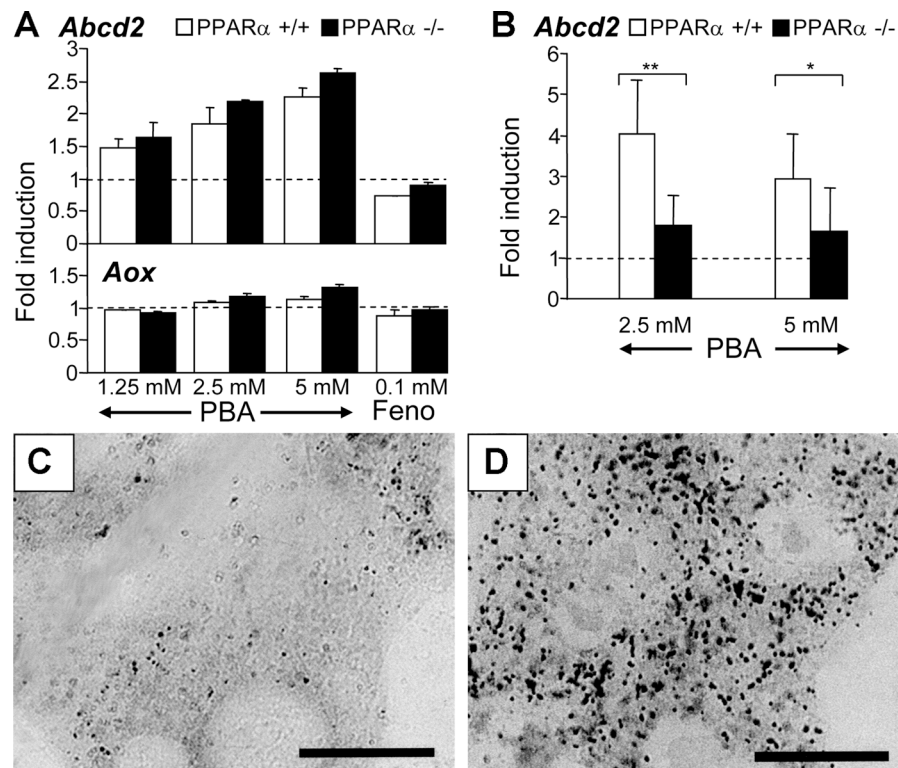 A Abcd2 PPARα +/+ PPARα -/-
3
2.5
2
1.5
1
0.5
0
Aox
1.5
1
0.5
0
Fold induction
1.25 mM 2.5 mM 5 mM 0.1 mM
PBA Feno
B Abcd2 PPARα +/+ PPARα -/-
6
5
4
3
2
1
0
Fold induction
** *
2.5 mM 5 mM
PBA
C
D